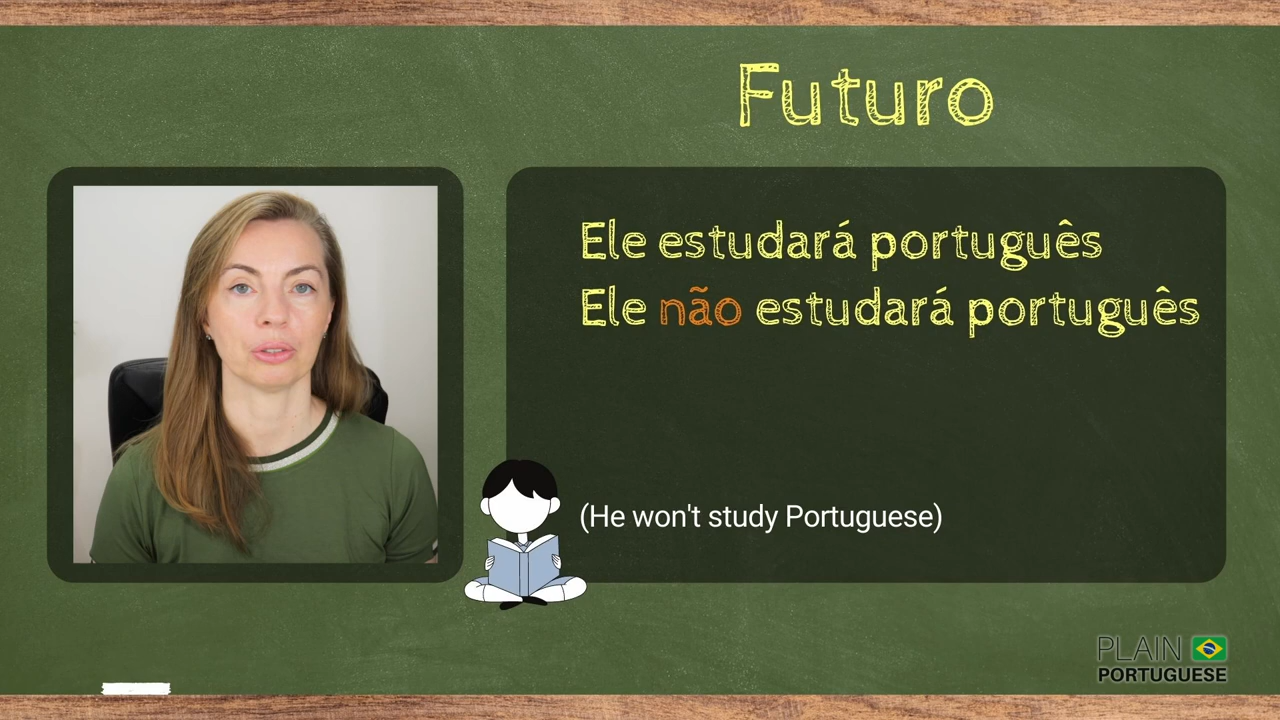 Futuro
Ele estudará português
Ele não estudará português
(He won't study Portuguese)
PLAIN
PORTUGUESE